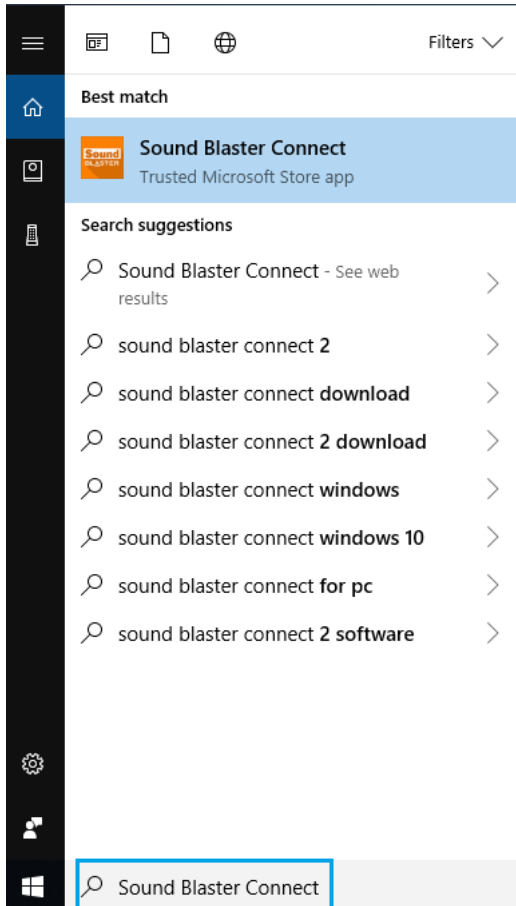 Filters
Best match
Sound
BLASTER
Sound Blaster Connect
Trusted Microsoft Store app
Search suggestions
Sound Blaster Connect - See web
results
sound blaster connect 2
sound blaster connect download
sound blaster connect 2 download
sound blaster connect windows
sound blaster connect windows 10
sound blaster connect for pc
sound blaster connect 2 software
Sound Blaster Connect